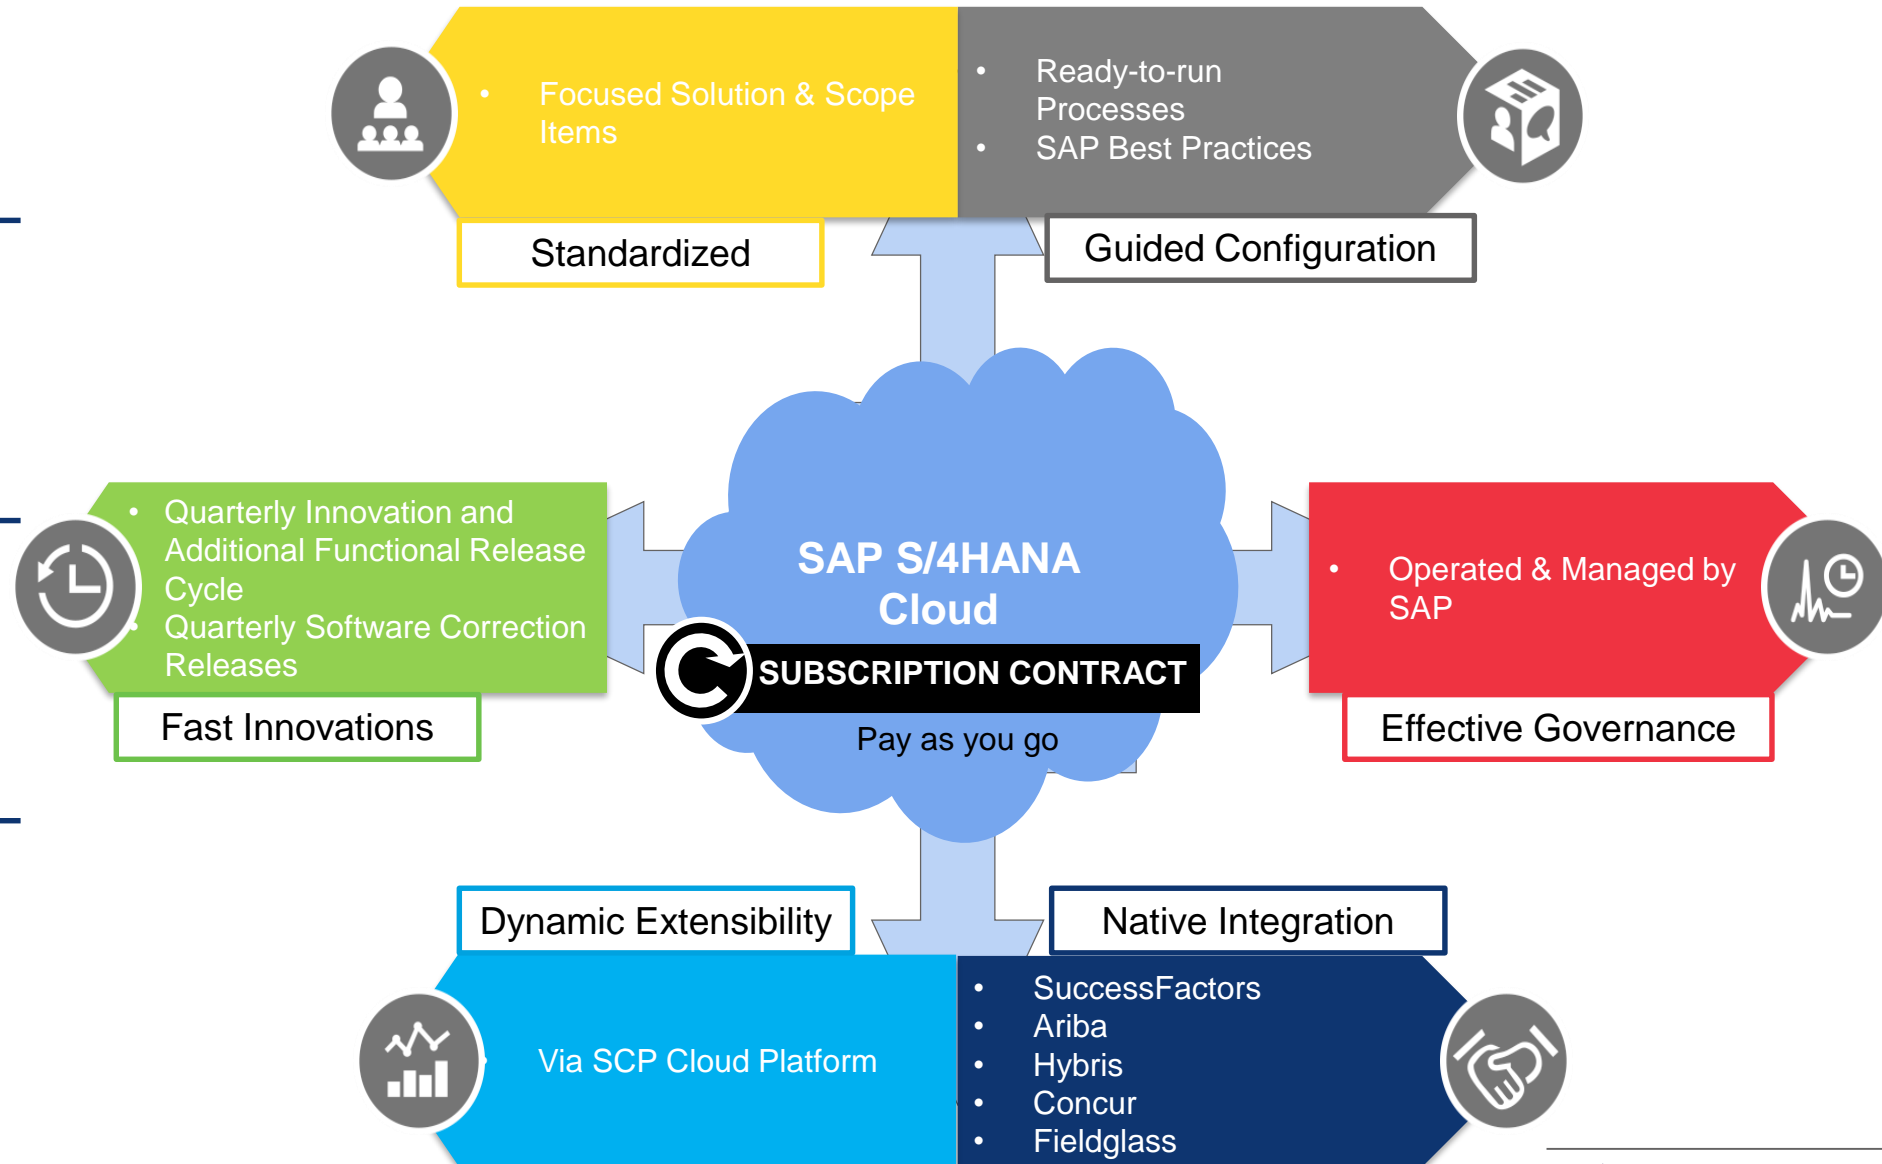 • Focused Solution & Scope
Items
• Ready-to-run
Processes
• SAP Best Practices
Standardized
Guided Configuration
• Quarterly Innovation and
Additional Functional Release
Cycle
• Quarterly Software Correction
Releases
Fast Innovations
SAP S/4HANA
Cloud
SUBSCRIPTION CONTRACT
Pay as you go
• Operated & Managed by
SAP
Effective Governance
Dynamic Extensibility
Native Integration
• Via SCP Cloud Platform
• SuccessFactors
• Ariba
• Hybris
• Concur
• Fieldglass